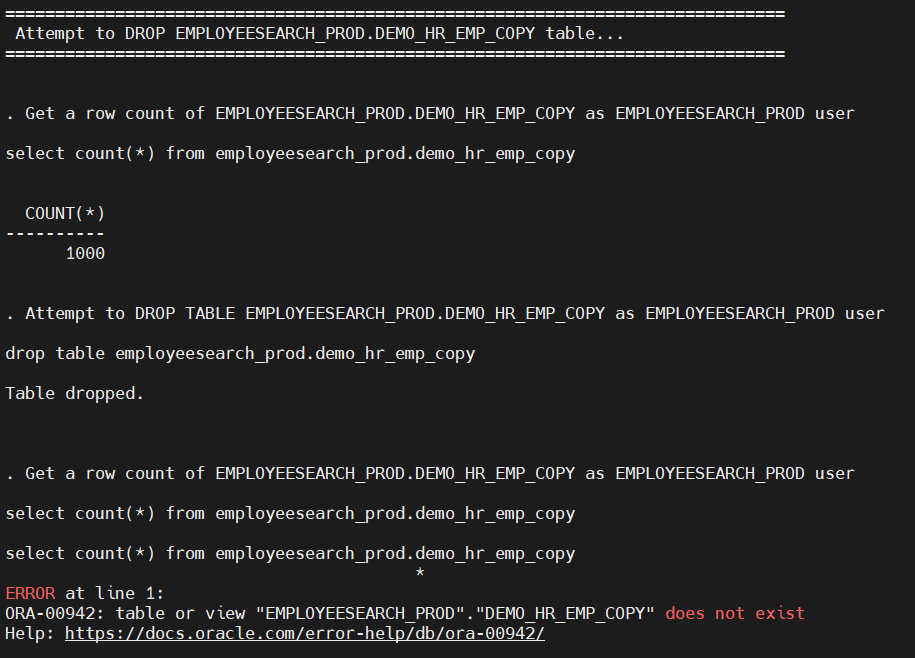 ==============================================================================
Attempt to DROP EMPLOYEESEARCH_PROD.DEMO_HR_EMP_COPY table...
==============================================================================
. Get a row count of EMPLOYEESEARCH_PROD.DEMO_HR_EMP_COPY as EMPLOYEESEARCH_PROD user
select count(*) from employeesearch_prod.demo_hr_emp_copy
COUNT(*)
----------
1000
. Attempt to DROP TABLE EMPLOYEESEARCH_PROD.DEMO_HR_EMP_COPY as EMPLOYEESEARCH_PROD user
drop table employeesearch_prod.demo_hr_emp_copy
Table dropped.
. Get a row count of EMPLOYEESEARCH_PROD.DEMO_HR_EMP_COPY as EMPLOYEESEARCH_PROD user
select count(*) from employeesearch_prod.demo_hr_emp_copy
select count(*) from employeesearch_prod.demo_hr_emp_copy
*
ERROR at line 1:
ORA-00942: table or view "EMPLOYEESEARCH_PROD"."DEMO_HR_EMP_COPY" does not exist
Help: https://docs.oracle.com/error-help/db/ora-00942/